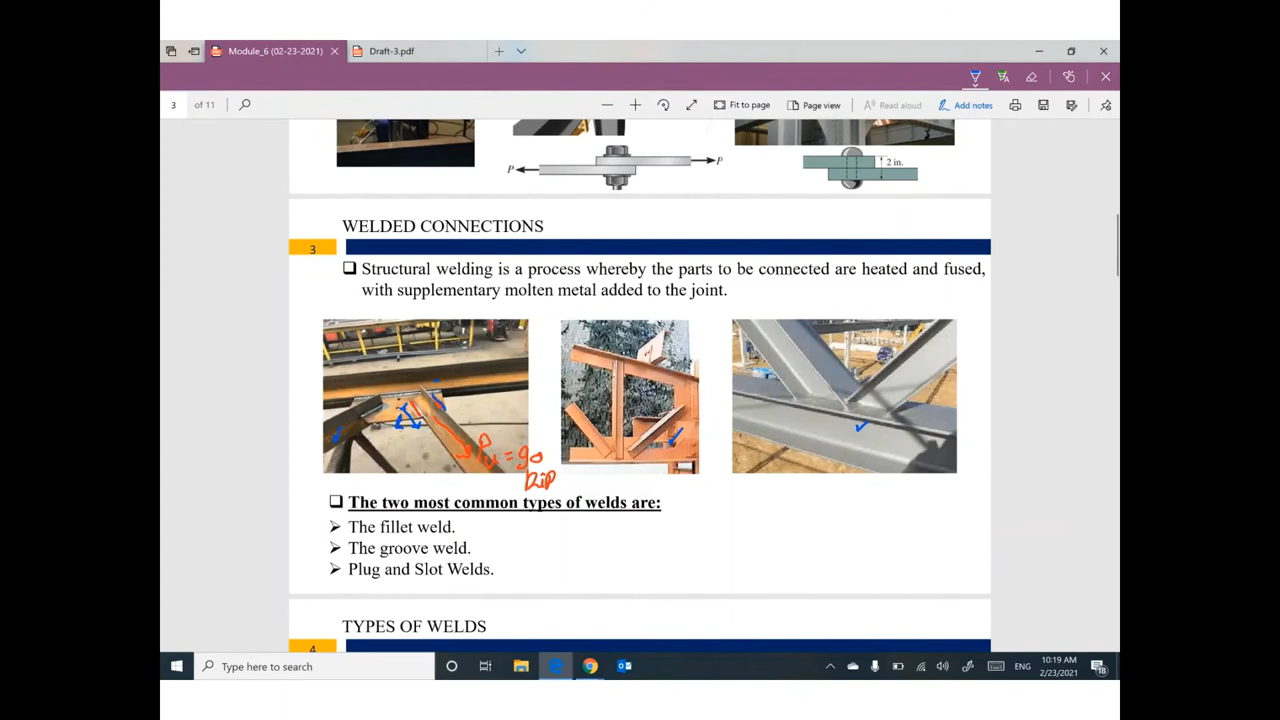 Module_6 (02-23-2021)
Draft-3.pdf
3 of 11
Fit to page
Page view
Read aloud
Add notes
P
P
2 in.
WELDED CONNECTIONS
3
❑ Structural welding is a process whereby the parts to be connected are heated and fused,
with supplementary molten metal added to the joint.
Pu = 90
kip
❑ The two most common types of welds are:
➢ The fillet weld.
➢ The groove weld.
➢ Plug and Slot Welds.
TYPES OF WELDS
4
Type here to search
ENG
10:19 AM
2/23/2021
18